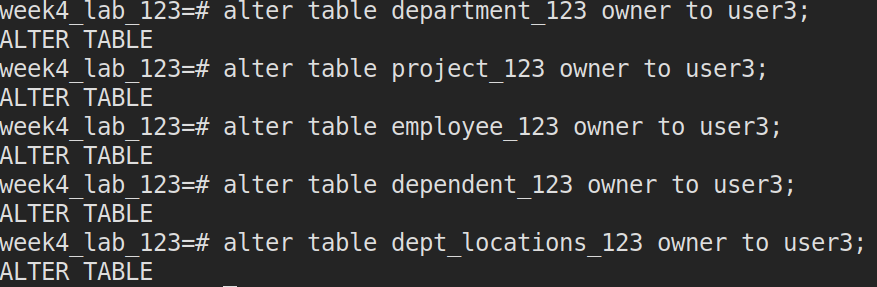 week4_lab_123=# alter table department_123 owner to user3;
ALTER TABLE
week4_lab_123=# alter table project_123 owner to user3;
ALTER TABLE
week4_lab_123=# alter table employee_123 owner to user3;
ALTER TABLE
week4_lab_123=# alter table dependent_123 owner to user3;
ALTER TABLE
week4_lab_123=# alter table dept_locations_123 owner to user3;
ALTER TABLE